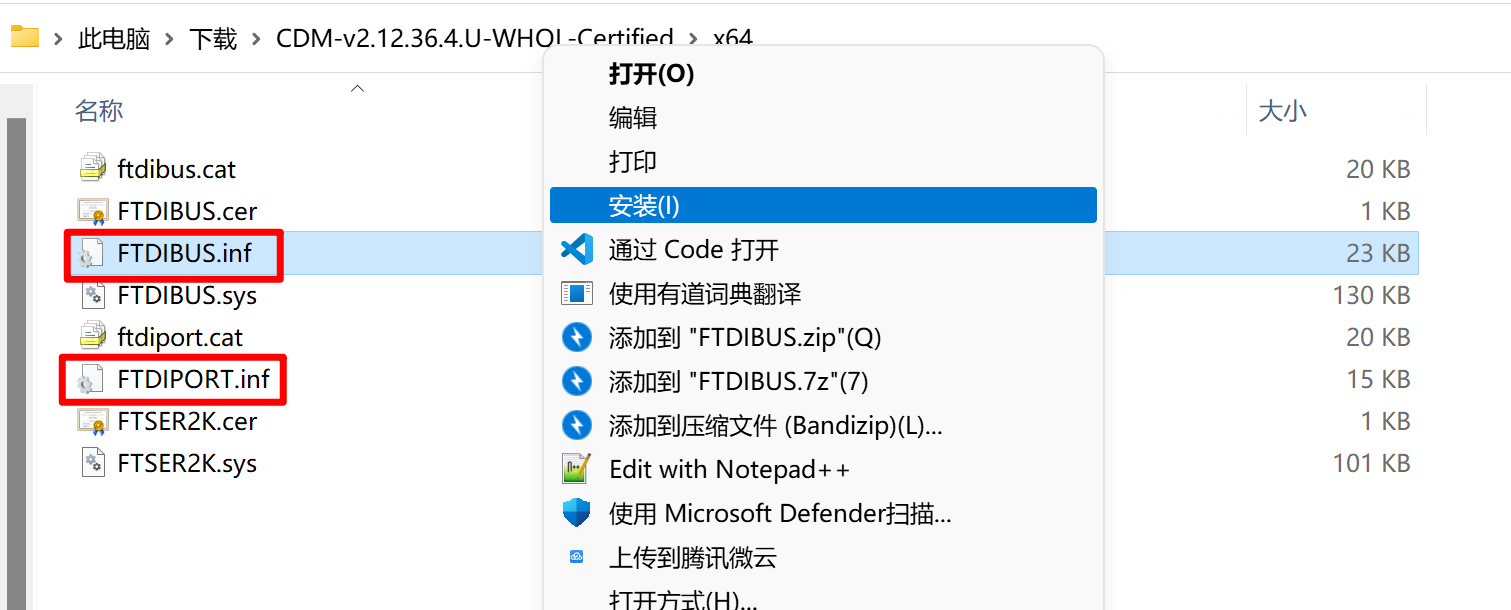 此电脑 > 下载 > CDM-v2.12.36.4.U-WHQL-Certified > x64
名称
大小
ftdibus.cat 20 KB
FTDIBUS.cer 1 KB
FTDIBUS.inf 23 KB
FTDIBUS.sys 130 KB
ftdiport.cat 20 KB
FTDIPORT.inf 15 KB
FTSER2K.cer 1 KB
FTSER2K.sys 101 KB
打开(O)
编辑
打印
安装(I)
通过 Code 打开
使用有道词典翻译
添加到 "FTDIBUS.zip"(Q)
添加到 "FTDIBUS.7z"(7)
添加到压缩文件 (Bandizip)(L)...
Edit with Notepad++
使用 Microsoft Defender扫描...
上传到腾讯微云
打开方式(H)...